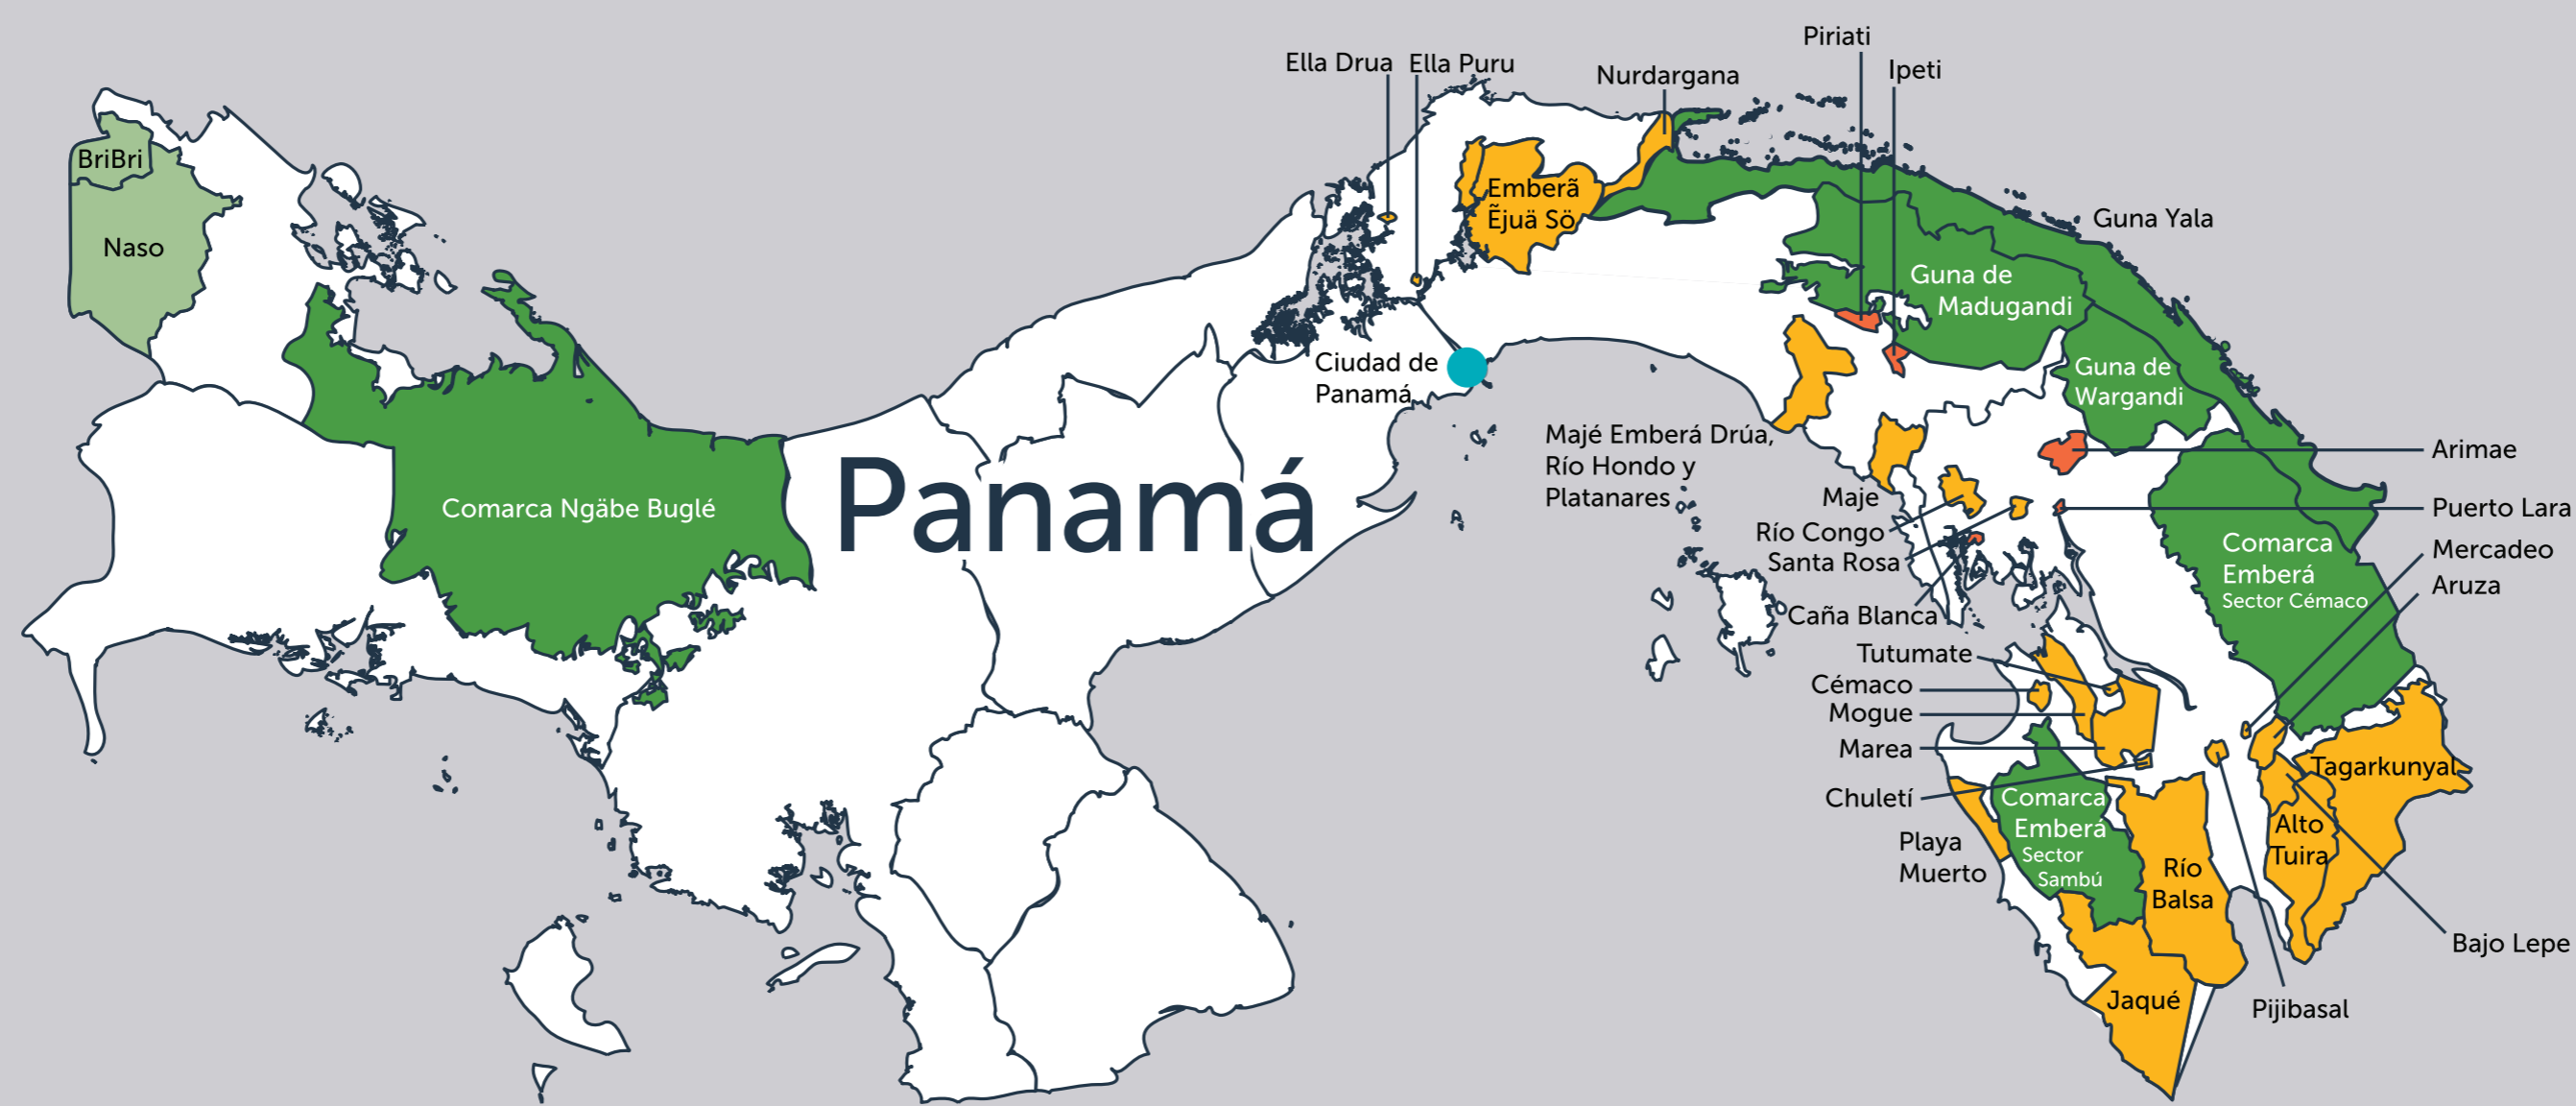 Piriati
Ella Drua
Ella Puru
Nurdargana
Ipeti
BriBri
Naso
Emberã
Ẽjuä Sö
Guna Yala
Guna de
Madugandi
Ciudad de
Panamá
Guna de
Wargandi
Majé Emberá Drúa,
Río Hondo y
Platanares
Arimae
Comarca Ngäbe Buglé
Panamá
Maje
Puerto Lara
Río Congo
Santa Rosa
Comarca
Emberá
Sector Cémaco
Mercadeo
Aruza
Caña Blanca
Tutumate
Cémaco
Mogue
Marea
Chuletí
Tagarkunyal
Comarca
Emberá
Sector
Sambú
Playa
Muerto
Alto
Tuira
Río
Balsa
Bajo Lepe
Jaqué
Pijibasal